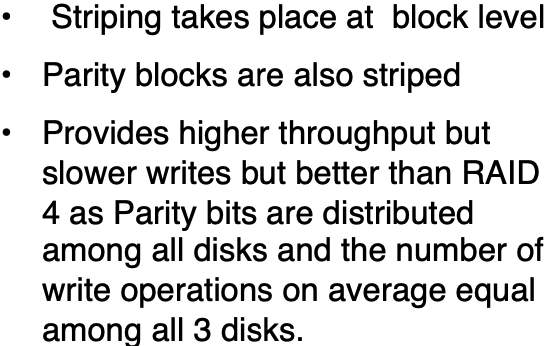 • Striping takes place at block level
• Parity blocks are also striped
• Provides higher throughput but
slower writes but better than RAID
4 as Parity bits are distributed
among all disks and the number of
write operations on average equal
among all 3 disks.